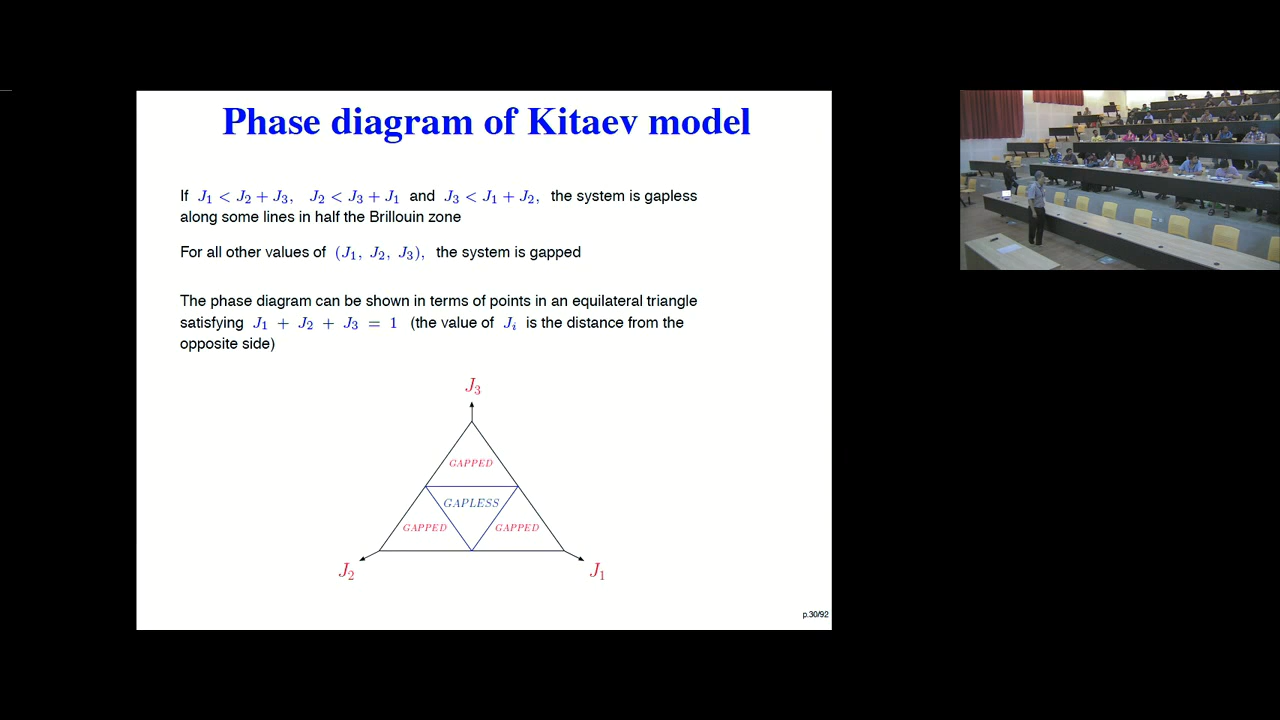 Phase diagram of Kitaev model
If J₁ < J₂ + J₃, J₂ < J₃ + J₁ and J₃ < J₁ + J₂, the system is gapless
along some lines in half the Brillouin zone
For all other values of (J₁, J₂, J₃), the system is gapped
The phase diagram can be shown in terms of points in an equilateral triangle
satisfying J₁ + J₂ + J₃ = 1 (the value of Jᵢ is the distance from the
opposite side)
J₃
GAPPED
GAPLESS
GAPPED GAPPED
J₂ J₁
p.30/92